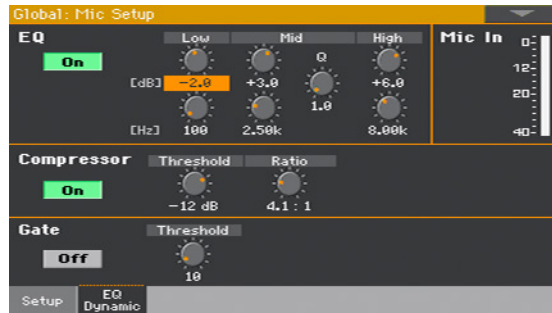 Global: Mic Setup
EQ Low Mid High Mic In
On
Q
[dB] -2.0 +3.0 +6.0
1.0
[Hz] 100 2.50k 8.00k
0-
12-
20-
40-
Compressor Threshold Ratio
On
-12 dB 4.1 : 1
Gate Threshold
Off
10
Setup EQ
Dynamic